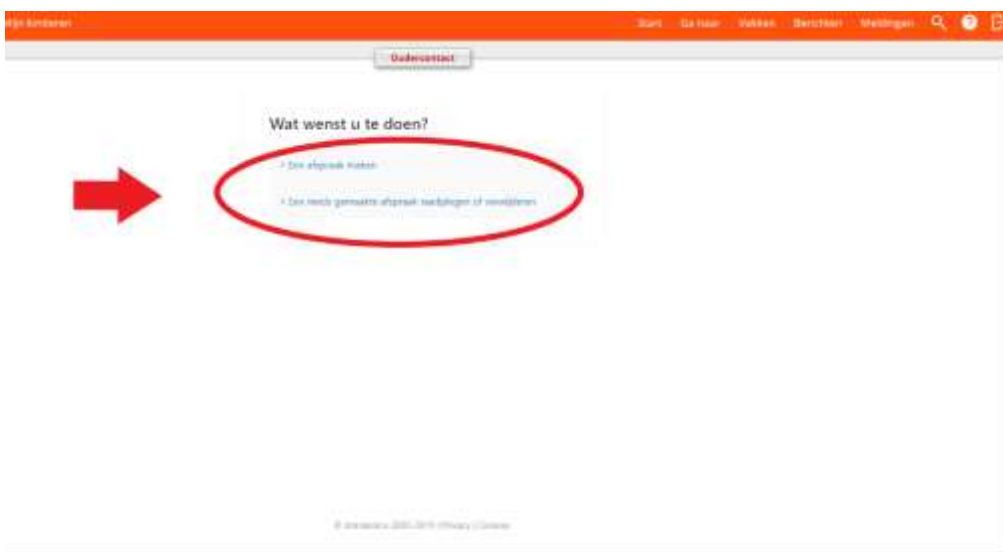 Mijn kinderen
Start Ga naar Vakken Berichten Meldingen
Oudercontact
Wat wenst u te doen?
> Een afspraak maken
> Een reeds gemaakte afspraak raadplegen of verwijderen